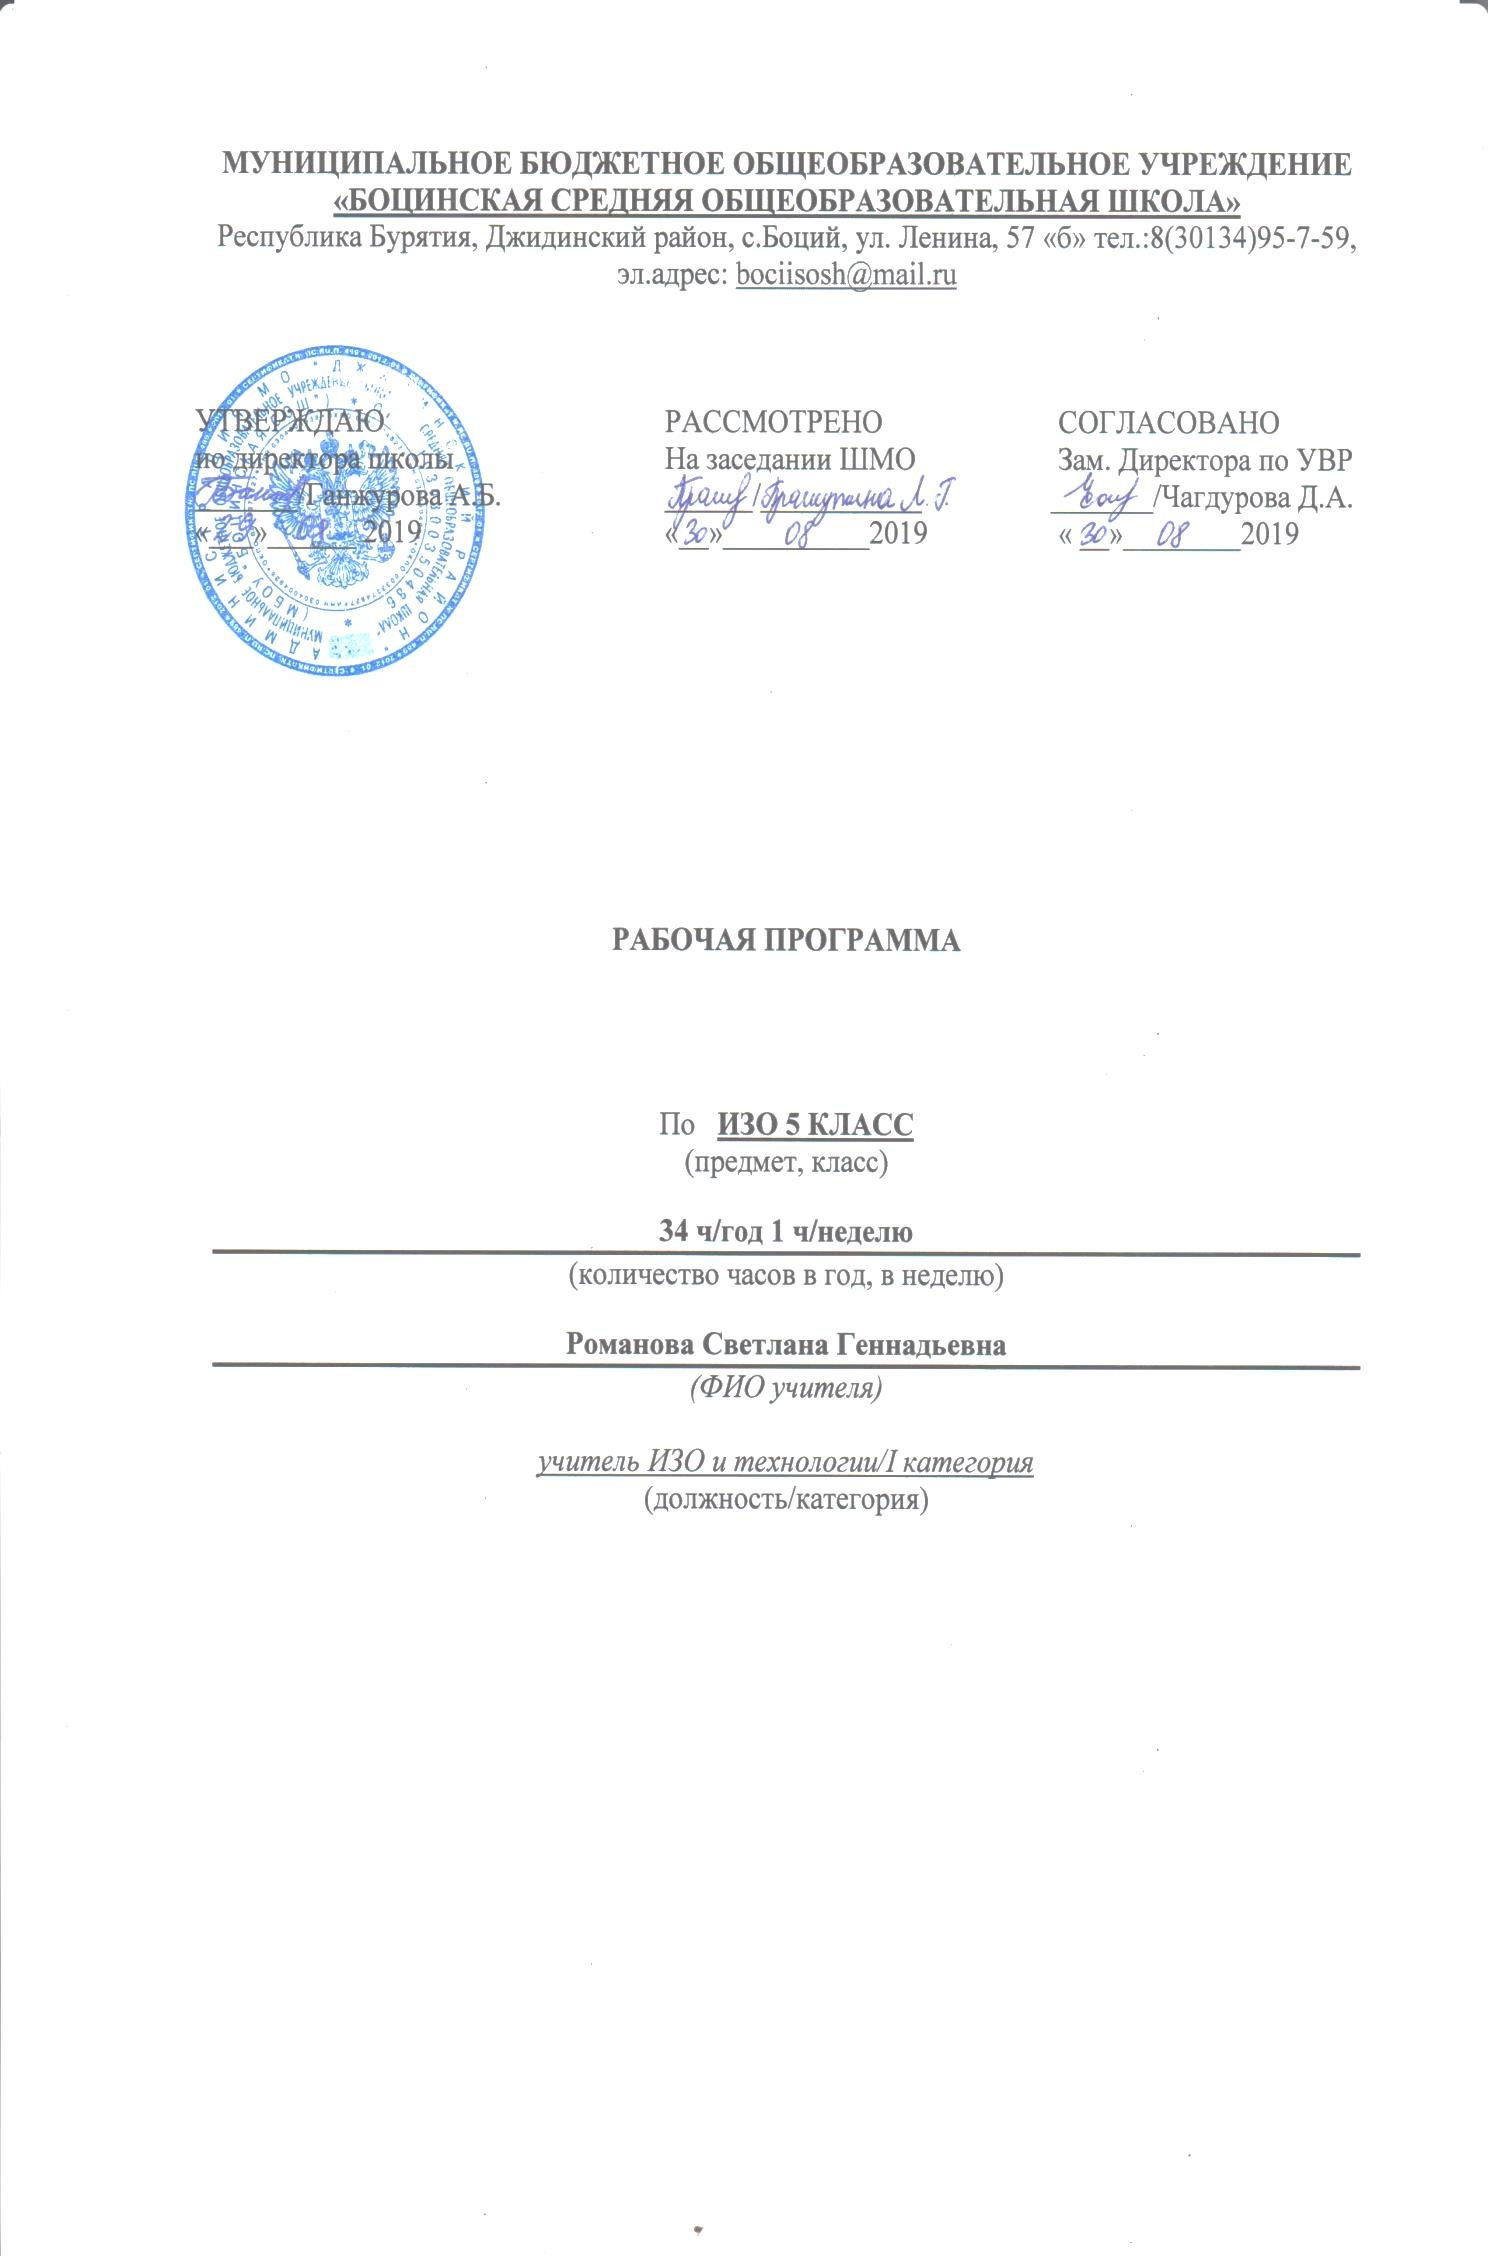 МУНИЦИПАЛЬНОЕ БЮДЖЕТНОЕ ОБЩЕОБРАЗОВАТЕЛЬНОЕ УЧРЕЖДЕНИЕ
«БОЦИНСКАЯ СРЕДНЯЯ ОБЩЕОБРАЗОВАТЕЛЬНАЯ ШКОЛА»
Республика Бурятия, Джидинский район, с.Боций, ул. Ленина, 57 «б» тел.:8(30134)95-7-59,
эл.адрес: bociisosh@mail.ru
УТВЕРЖДАЮ
ио директора школы
/Ганжурова А.Б.
« » 08 2019
РАССМОТРЕНО
На заседании ШМО
/ Л. Г.
«30» 08 2019
СОГЛАСОВАНО
Зам. Директора по УВР
/Чагдурова Д.А.
« 30 » 08 2019
РАБОЧАЯ ПРОГРАММА
По ИЗО 5 КЛАСС
(предмет, класс)
34 ч/год 1 ч/неделю
(количество часов в год, в неделю)
Романова Светлана Геннадьевна
(ФИО учителя)
учитель ИЗО и технологии/I категория
(должность/категория)